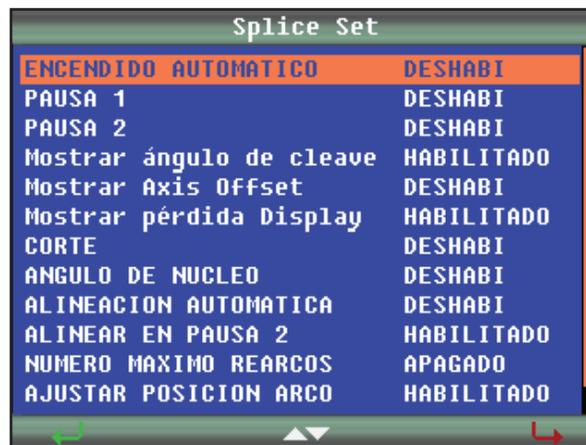 Splice Set
ENCENDIDO AUTOMATICO DESHABI
PAUSA 1 DESHABI
PAUSA 2 DESHABI
Mostrar ángulo de cleave HABILITADO
Mostrar Axis Offset DESHABI
Mostrar pérdida Display HABILITADO
CORTE DESHABI
ANGULO DE NUCLEO DESHABI
ALINEACION AUTOMATICA DESHABI
ALINEAR EN PAUSA 2 HABILITADO
NUMERO MAXIMO REARCOS APAGADO
AJUSTAR POSICION ARCO HABILITADO